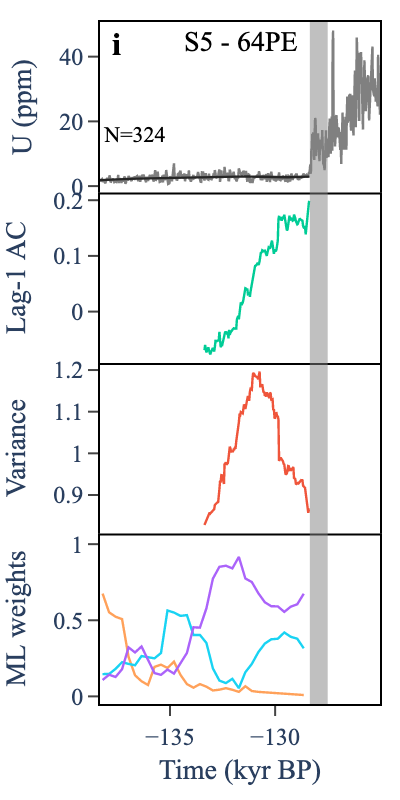 i
S5 - 64PE
U (ppm)
40
20
0
N=324
Lag-1 AC
0.2
0.1
0
Variance
1.2
1.1
1
0.9
ML weights
1
0.5
0
−135
−130
Time (kyr BP)